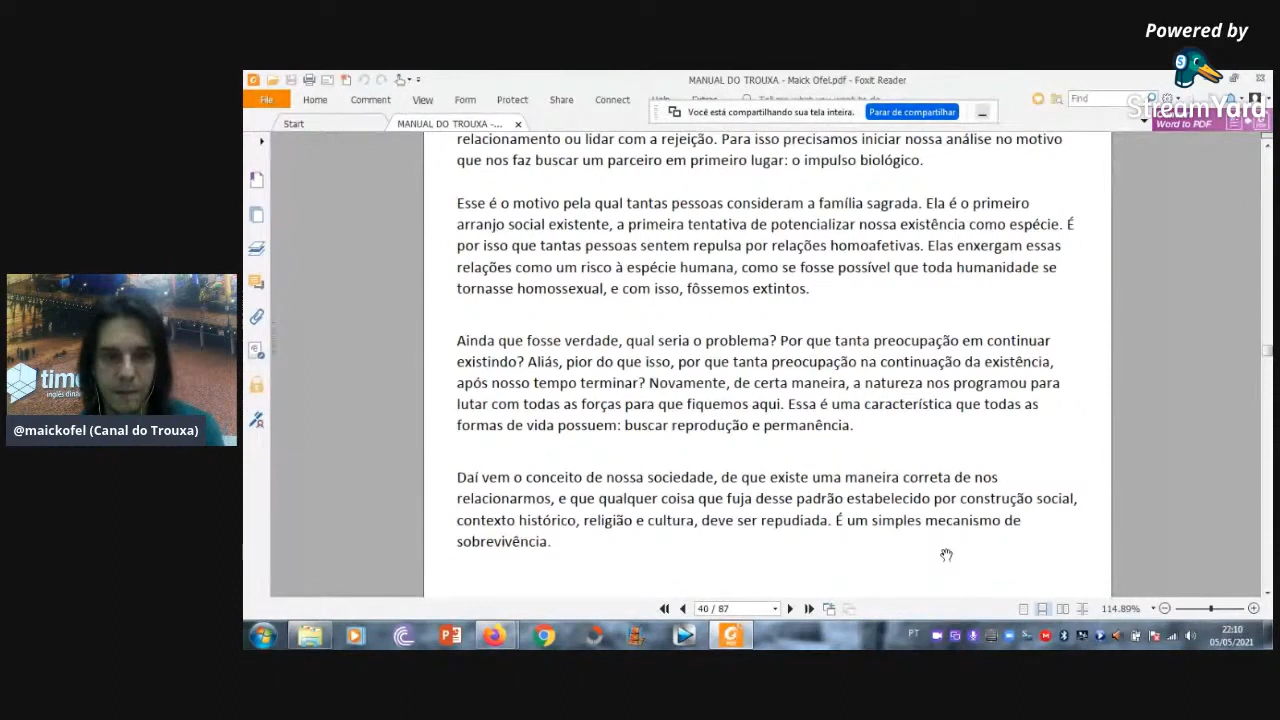 Powered by
StreamYard
MANUAL DO TROUXA - Maick Ofel.pdf - Foxit Reader
File Home Comment View Form Protect Share Connect
Find
Você está compartilhando sua tela inteira. Parar de compartilhar
Start MANUAL DO TROUXA -...
Word to PDF
relacionamento ou lidar com a rejeição. Para isso precisamos iniciar nossa análise no motivo
que nos faz buscar um parceiro em primeiro lugar: o impulso biológico.
Esse é o motivo pela qual tantas pessoas consideram a família sagrada. Ela é o primeiro
arranjo social existente, a primeira tentativa de potencializar nossa existência como espécie. É
por isso que tantas pessoas sentem repulsa por relações homoafetivas. Elas enxergam essas
relações como um risco à espécie humana, como se fosse possível que toda humanidade se
tornasse homossexual, e com isso, fôssemos extintos.
Ainda que fosse verdade, qual seria o problema? Por que tanta preocupação em continuar
existindo? Aliás, pior do que isso, por que tanta preocupação na continuação da existência,
após nosso tempo terminar? Novamente, de certa maneira, a natureza nos programou para
lutar com todas as forças para que fiquemos aqui. Essa é uma característica que todas as
formas de vida possuem: buscar reprodução e permanência.
Daí vem o conceito de nossa sociedade, de que existe uma maneira correta de nos
relacionarmos, e que qualquer coisa que fuja desse padrão estabelecido por construção social,
contexto histórico, religião e cultura, deve ser repudiada. É um simples mecanismo de
sobrevivência.
time
inglês
@maickofel (Canal do Trouxa)
40 / 87
114.89%
PT
22:10
05/05/2021